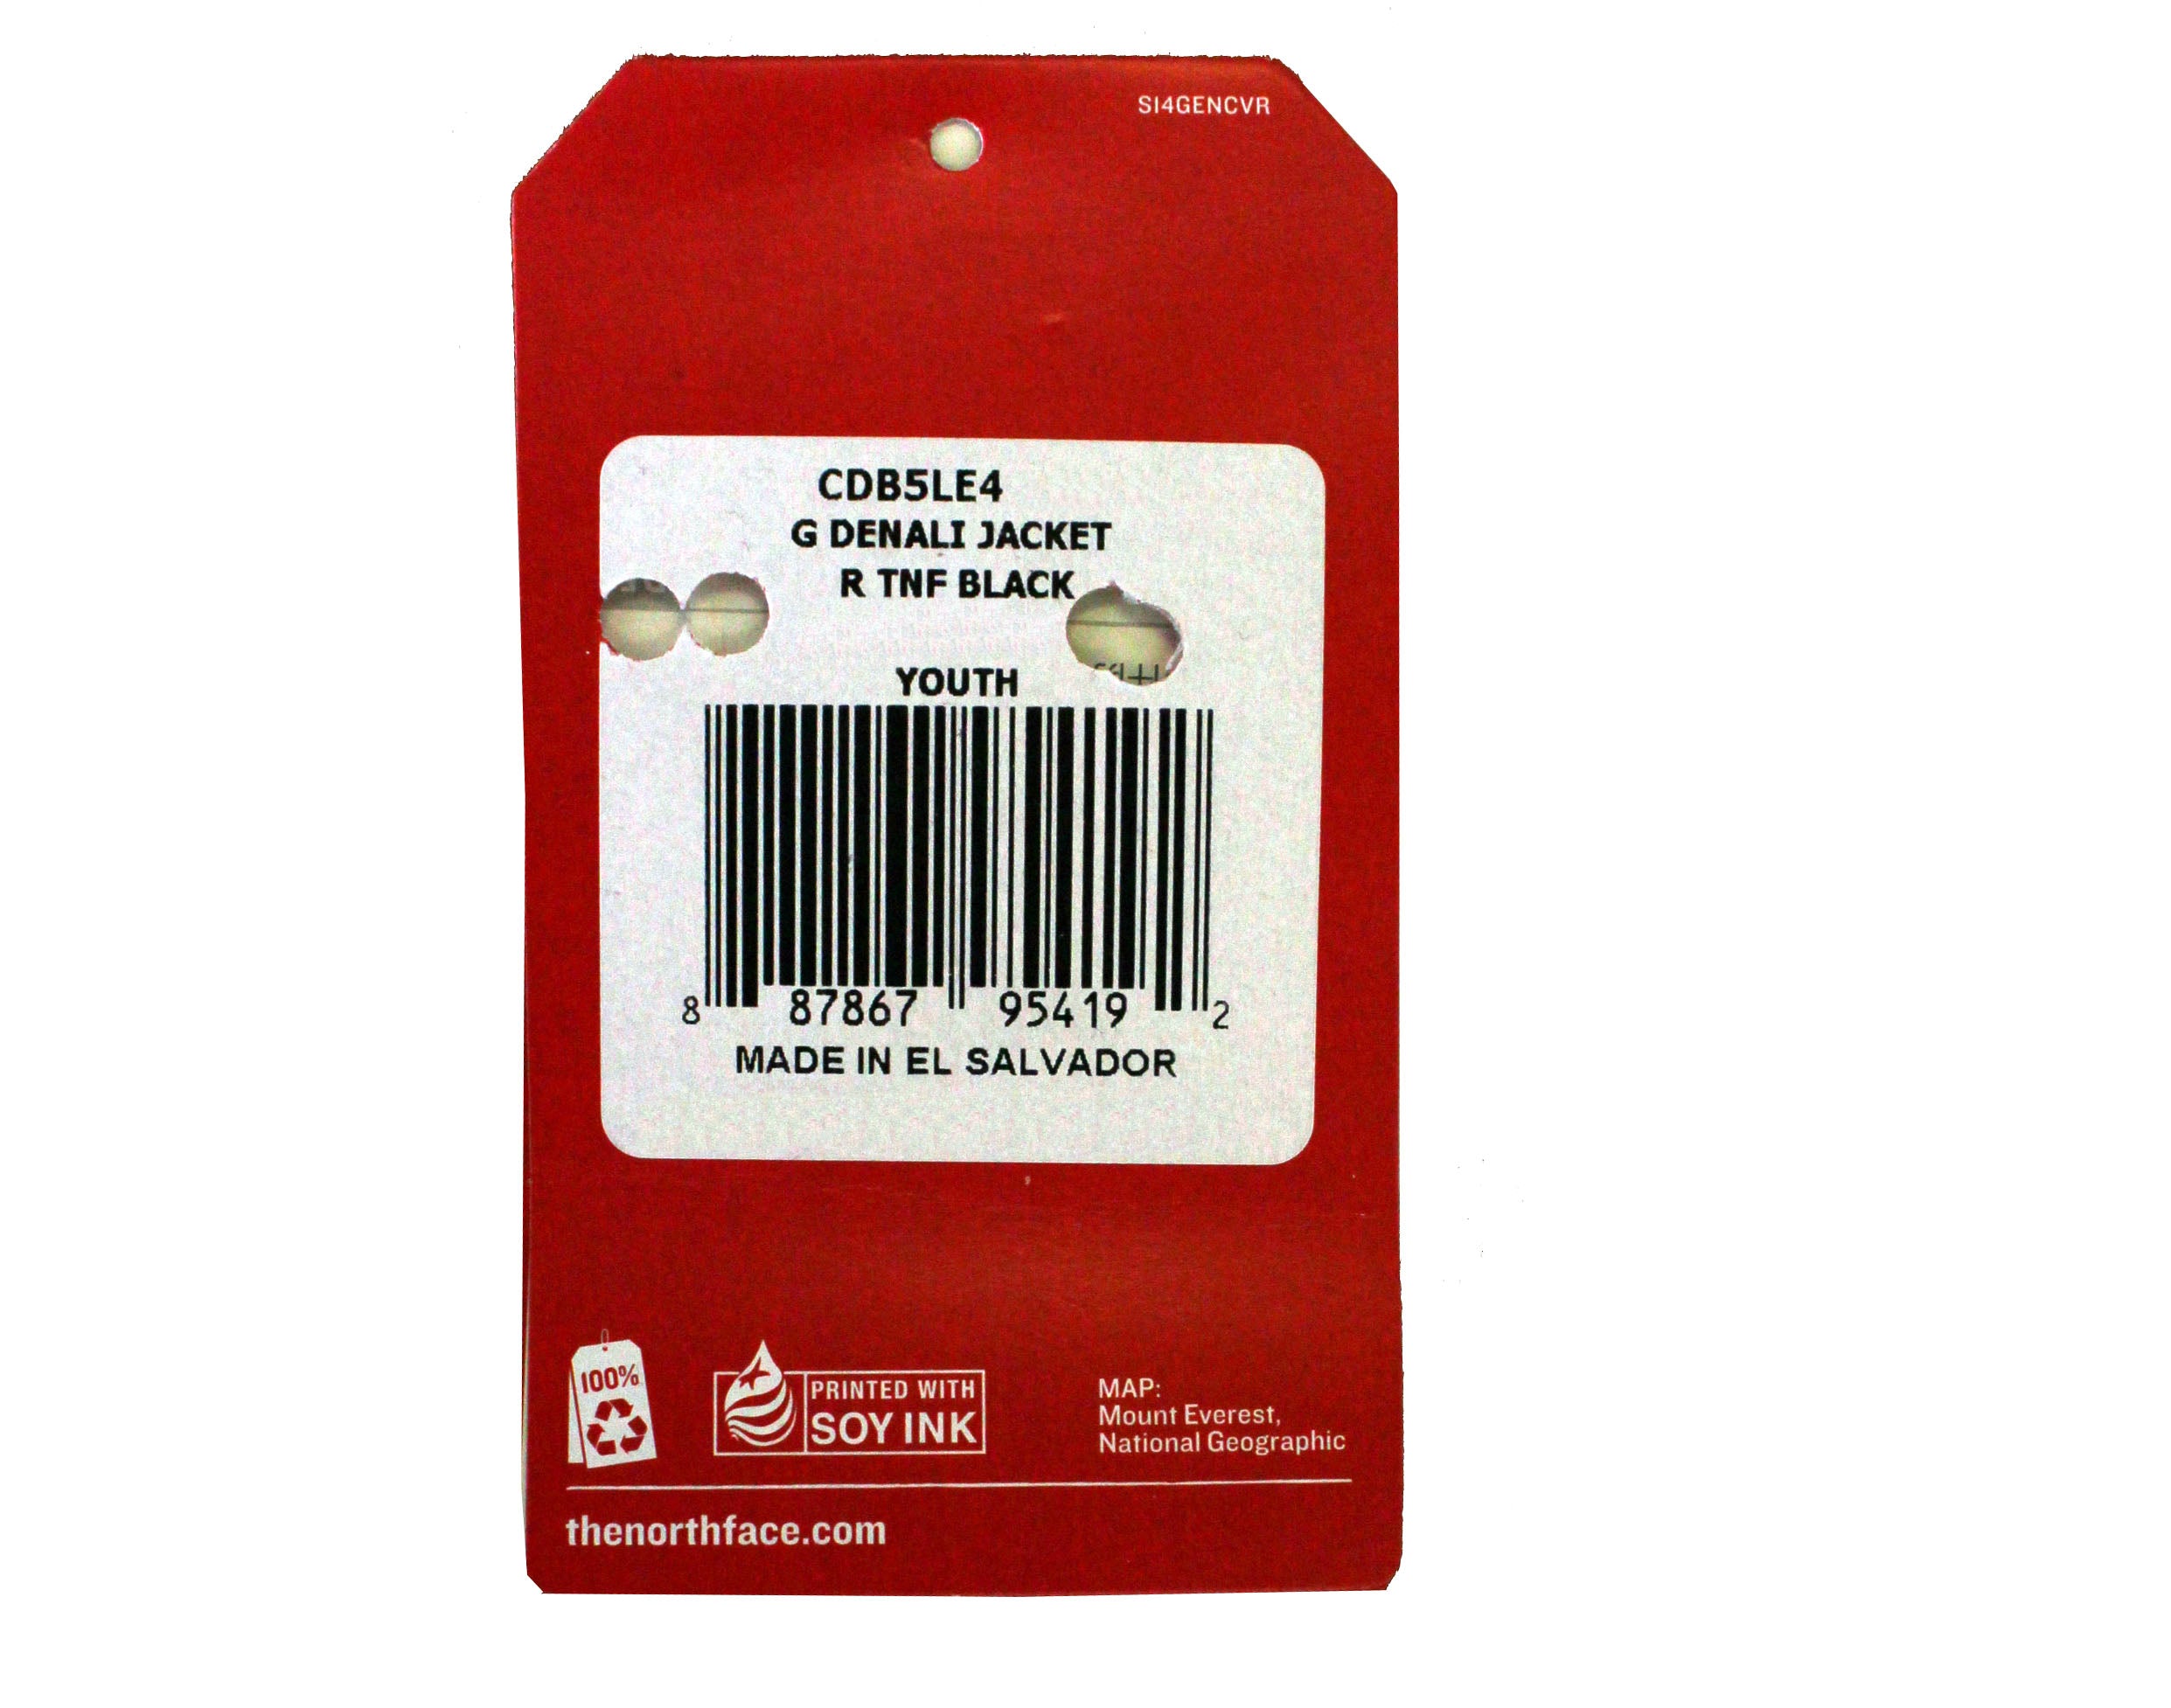 SI4GENCVR
CDB5LE4
G DENALI JACKET
R TNF BLACK
YOUTH
8 87867 95419 2
MADE IN EL SALVADOR
100%
PRINTED WITH
SOY INK
MAP:
Mount Everest,
National Geographic
thenorthface.com